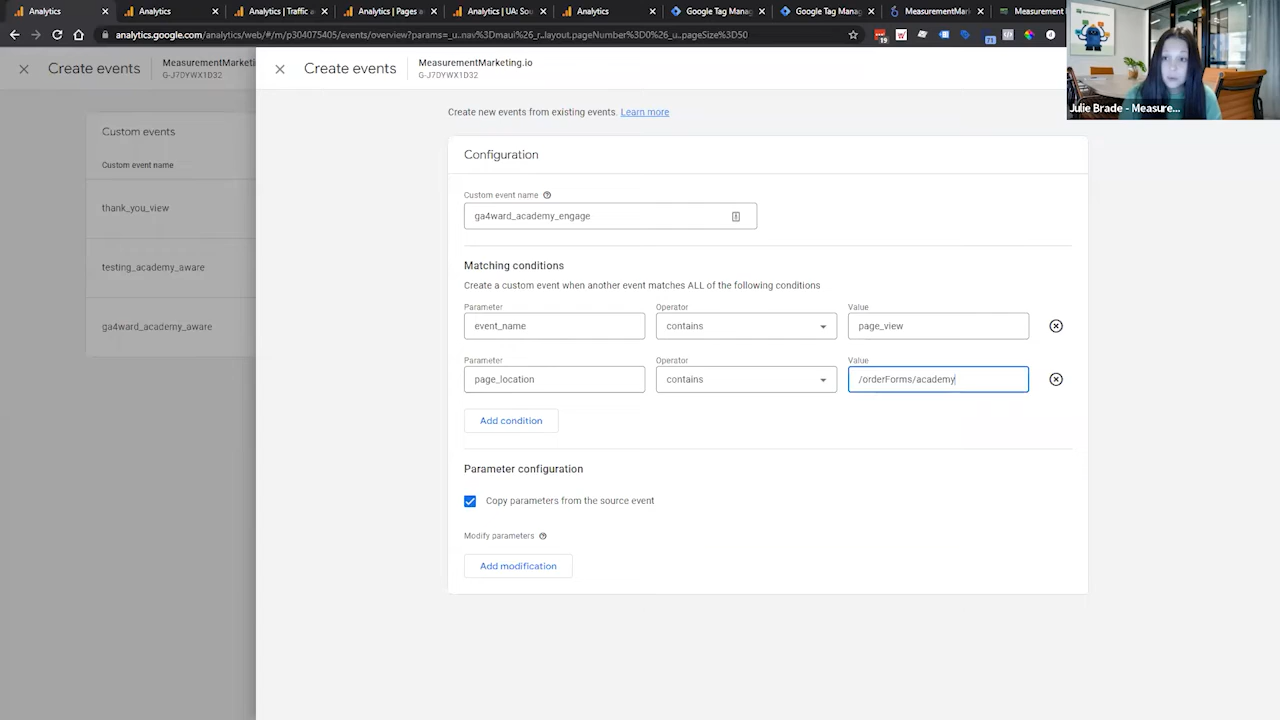 Analytics
Analytics
Analytics | Traffic a
Analytics | Pages a
Analytics | UA: So
Analytics
Google Tag Mana
Google Tag Mana
MeasurementMar
Measurement
analytics.google.com/analytics/web/#/m/p304075405/events/overview?params=_u..nav%3Dmaui%26_r_layout.pageNumber%3D0%26_u.pageSize%3D50
Create events
MeasurementMarketi
G-J7DYWX1D32
Create events
MeasurementMarketing.io
G-J7DYWX1D32
Julie Brade - Measure...
Create new events from existing events. Learn more
Custom events
Custom event name
thank_you_view
testing_academy_aware
ga4ward_academy_aware
Configuration
Custom event name
ga4ward_academy_engage
Matching conditions
Create a custom event when another event matches ALL of the following conditions
Parameter Operator Value
event_name contains page_view
Parameter Operator Value
page_location contains /orderForms/academy
Add condition
Parameter configuration
Copy parameters from the source event
Modify parameters
Add modification